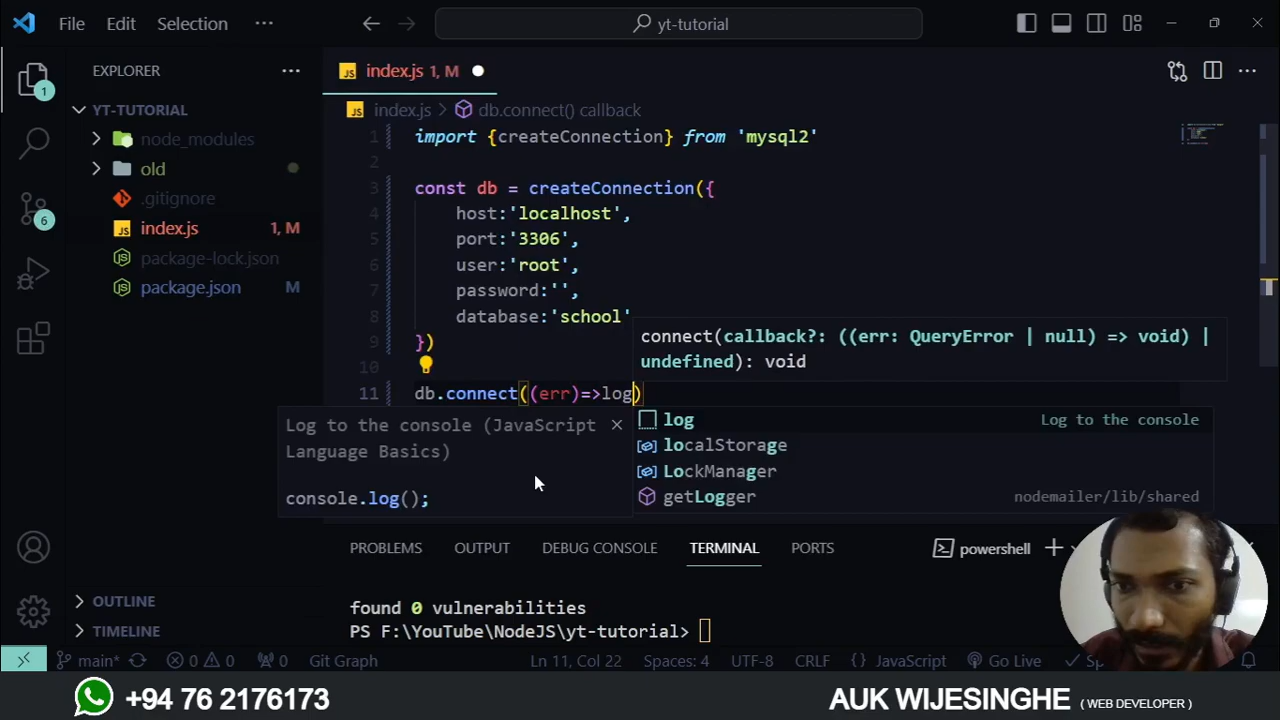 File Edit Selection ··· yt-tutorial
EXPLORER ···
YT-TUTORIAL
node_modules
old
.gitignore
JS index.js 1, M
package-lock.json
package.json M
OUTLINE
TIMELINE
1
6
JS index.js 1, M
JS index.js > db.connect() callback
1 import {createConnection} from 'mysql2'
2
3 const db = createConnection({
4 host:'localhost',
5 port:'3306',
6 user:'root',
7 password:'',
8 database:'school'
9 })
10
11 db.connect((err)=>log)
connect(callback?: ((err: QueryError | null) => void) |
undefined): void
Log to the console (JavaScript
Language Basics)
console.log();
log Log to the console
localStorage
LockManager
getLogger nodemailer/lib/shared
PROBLEMS OUTPUT DEBUG CONSOLE TERMINAL PORTS powershell
found 0 vulnerabilities
PS F:\YouTube\NodeJS\yt-tutorial>
main* 0 0 0 Git Graph Ln 11, Col 22 Spaces: 4 UTF-8 CRLF {} JavaScript Go Live
+94 76 2176173
AUK WIJESINGHE ( WEB DEVELOPER )